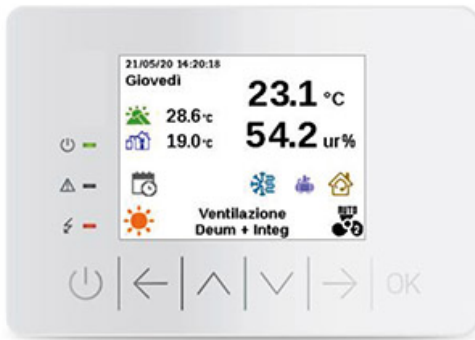 21/05/20 14:20:18
Giovedì
23.1 °C
28.6 °C
19.0 °C
54.2 ur%
Ventilazione
Deum + Integ
AUTO
2
OK